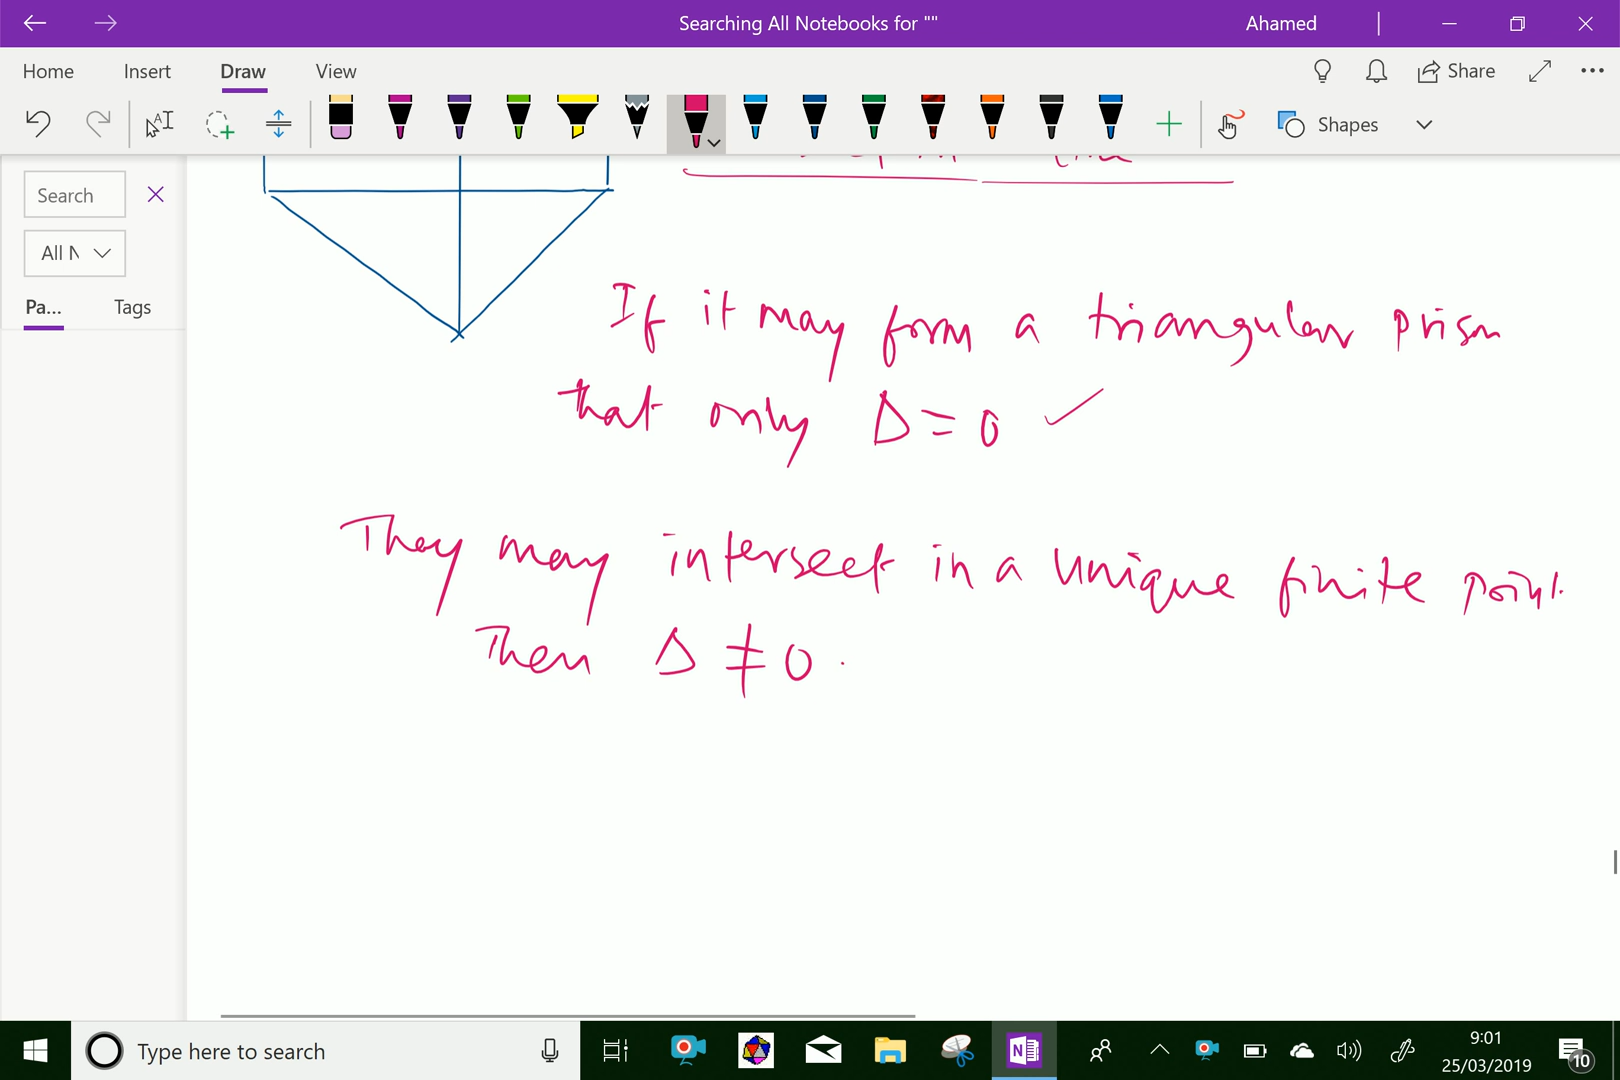 Searching All Notebooks for ""
Ahamed
Home Insert Draw View
Share
Shapes
Search
All N
Pa... Tags
If it may form a triangular prism
that only Δ = 0 ✓
They may intersect in a unique finite point.
Then Δ ≠ 0.
Type here to search
9:01
25/03/2019
10